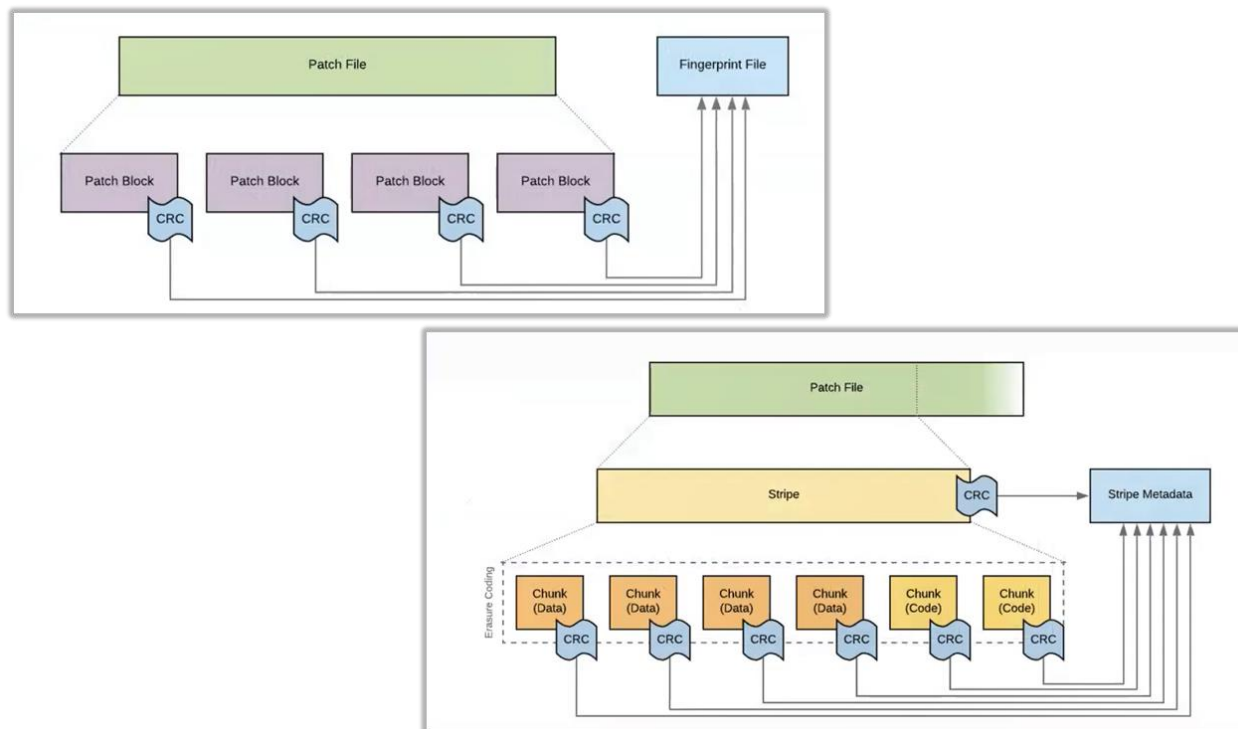 Patch File
Fingerprint File
Patch Block
Patch Block
Patch Block
Patch Block
CRC
CRC
CRC
CRC
Patch File
Stripe
CRC
Stripe Metadata
Erasure Coding
Chunk
(Data)
Chunk
(Data)
Chunk
(Data)
Chunk
(Data)
Chunk
(Code)
Chunk
(Code)
CRC
CRC
CRC
CRC
CRC
CRC